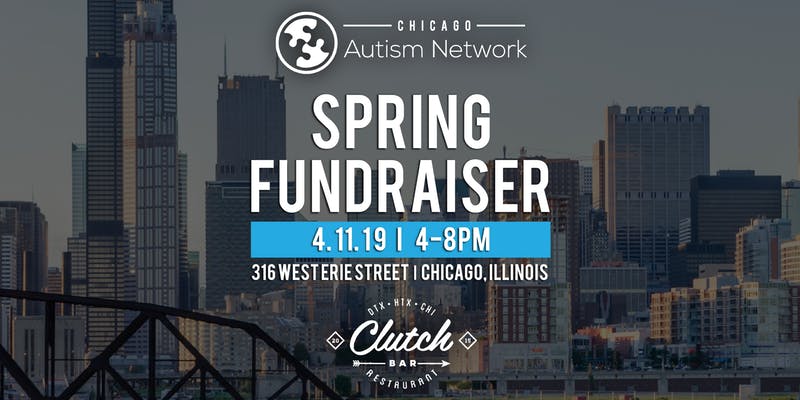 CHICAGO
Autism Network
SPRING
FUNDRAISER
4.11.19 | 4-8PM
316 WEST ERIE STREET | CHICAGO, ILLINOIS
DTX • HTX • CHI
20 Clutch
BAR
RESTAURANT